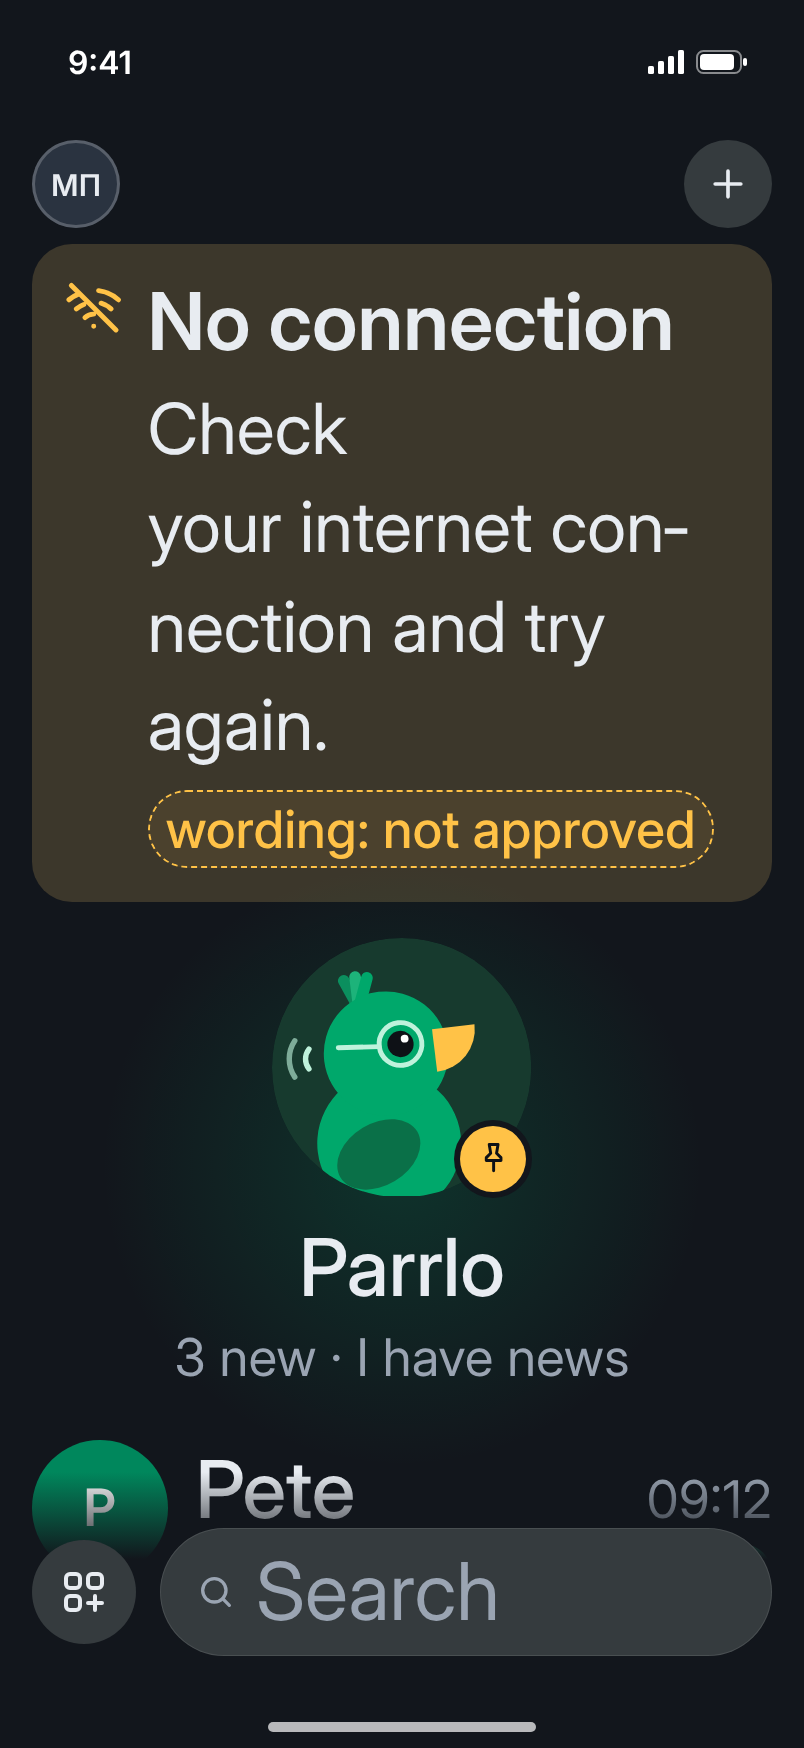 9:41
МП
No connection
Check
your internet con-
nection and try
again.
wording: not approved
Parrlo
3 new · I have news
P
Pete
09:12
Search